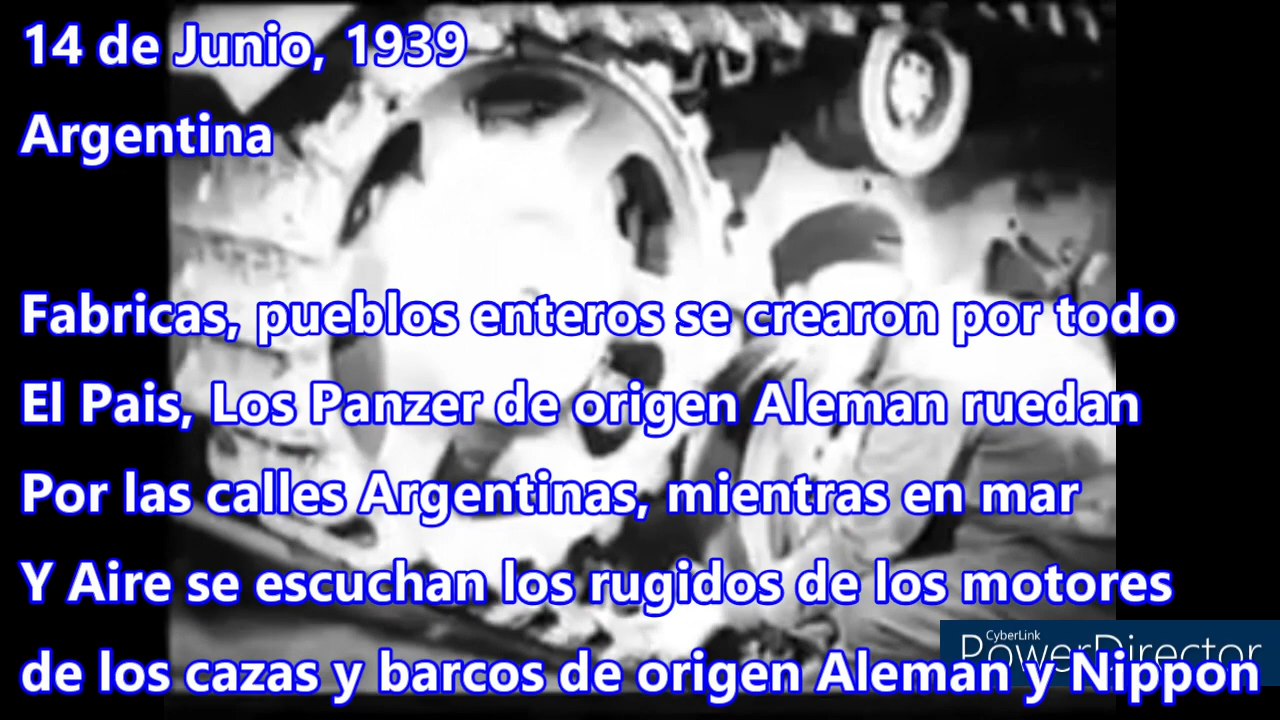 14 de Junio, 1939
Argentina
Fabricas, pueblos enteros se crearon por todo
El Pais, Los Panzer de origen Aleman ruedan
Por las calles Argentinas, mientras en mar
Y Aire se escuchan los rugidos de los motores
de los cazas y barcos de origen Aleman y Nippon
CyberLink
PowerDirector